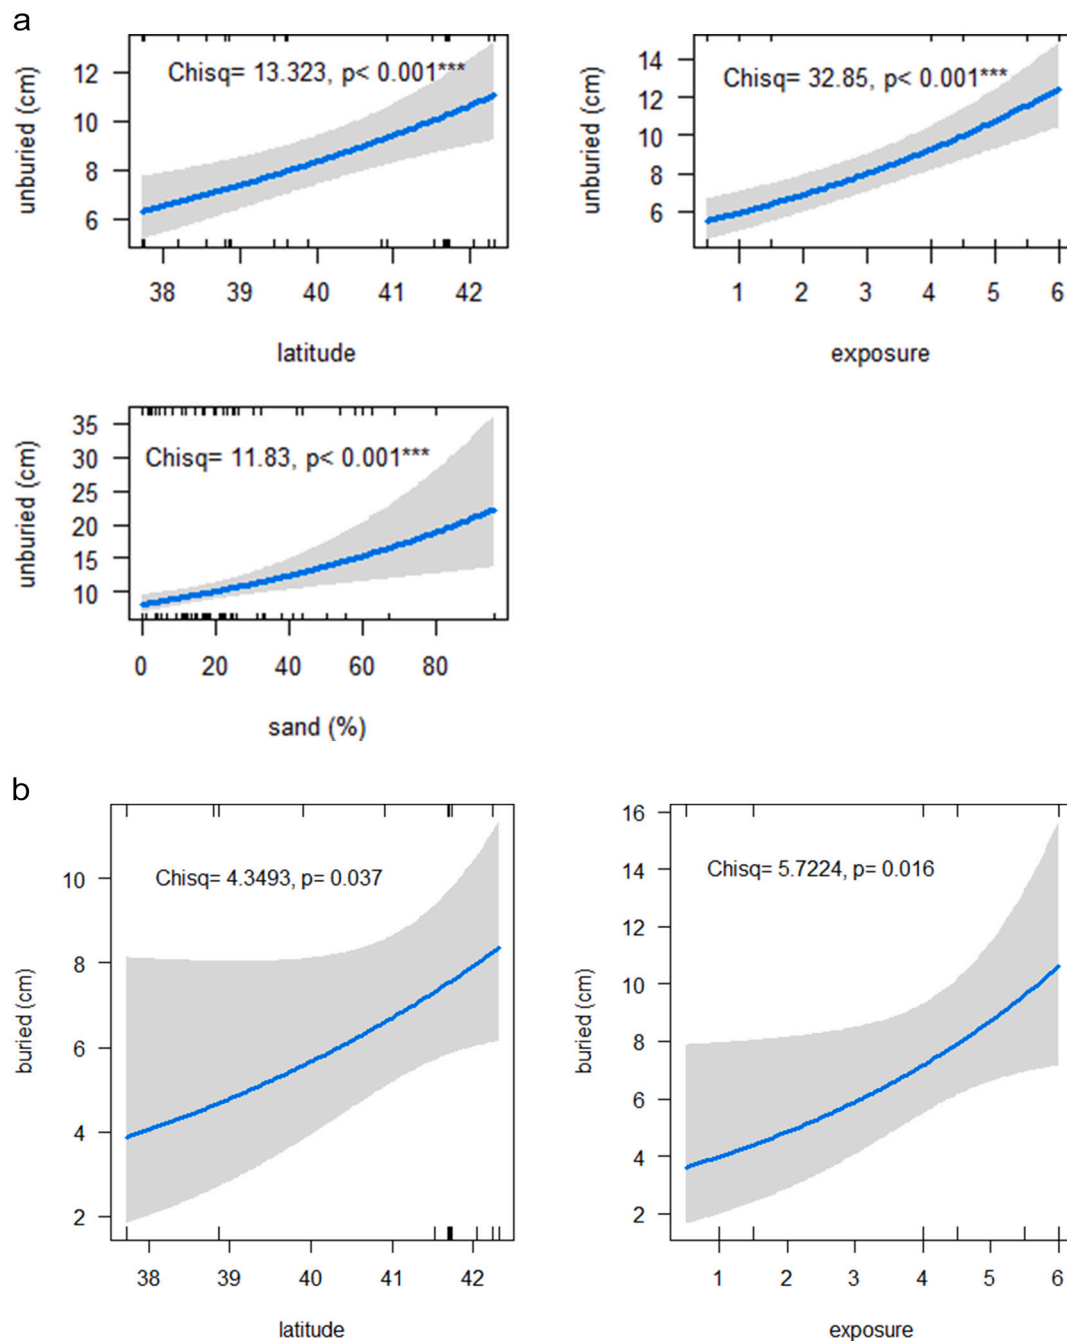 a
Chisq= 13.323, p< 0.001***
unburied (cm)
12
10
8
6
38 39 40 41 42
latitude
Chisq= 32.85, p< 0.001***
unburied (cm)
14
12
10
8
6
1 2 3 4 5 6
exposure
Chisq= 11.83, p< 0.001***
unburied (cm)
35
30
25
20
15
10
0 20 40 60 80
sand (%)
b
Chisq= 4.3493, p= 0.037
buried (cm)
10
8
6
4
2
38 39 40 41 42
latitude
Chisq= 5.7224, p= 0.016
buried (cm)
16
14
12
10
8
6
4
2
1 2 3 4 5 6
exposure